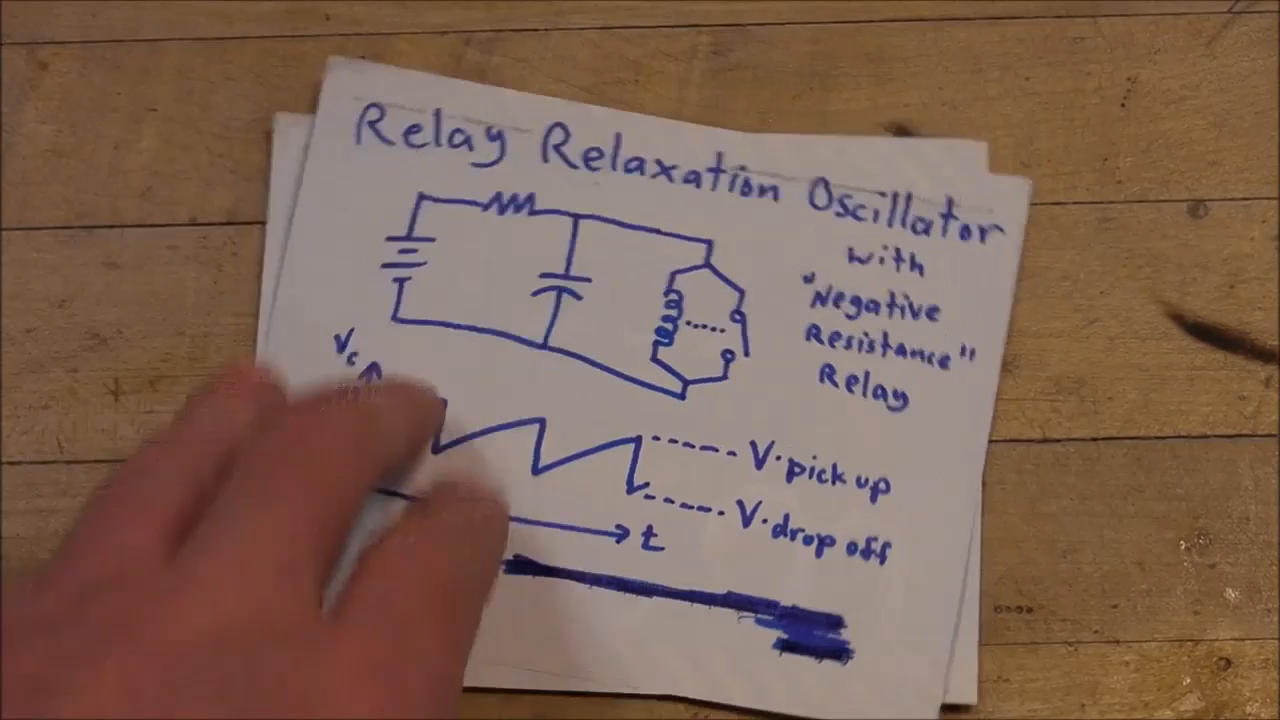 Relay Relaxation Oscillator
with
"Negative
Resistance"
Relay
Vc
V.pick up
V.drop off
t